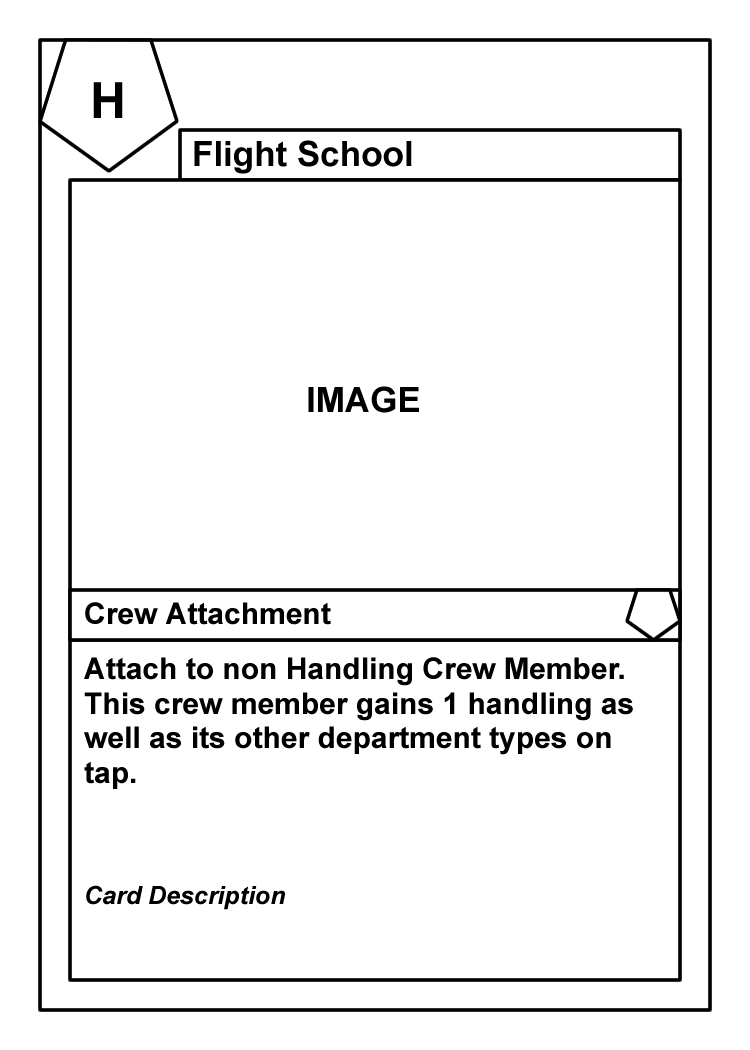 H
Flight School
IMAGE
Crew Attachment
Attach to non Handling Crew Member.
This crew member gains 1 handling as
well as its other department types on
tap.
Card Description